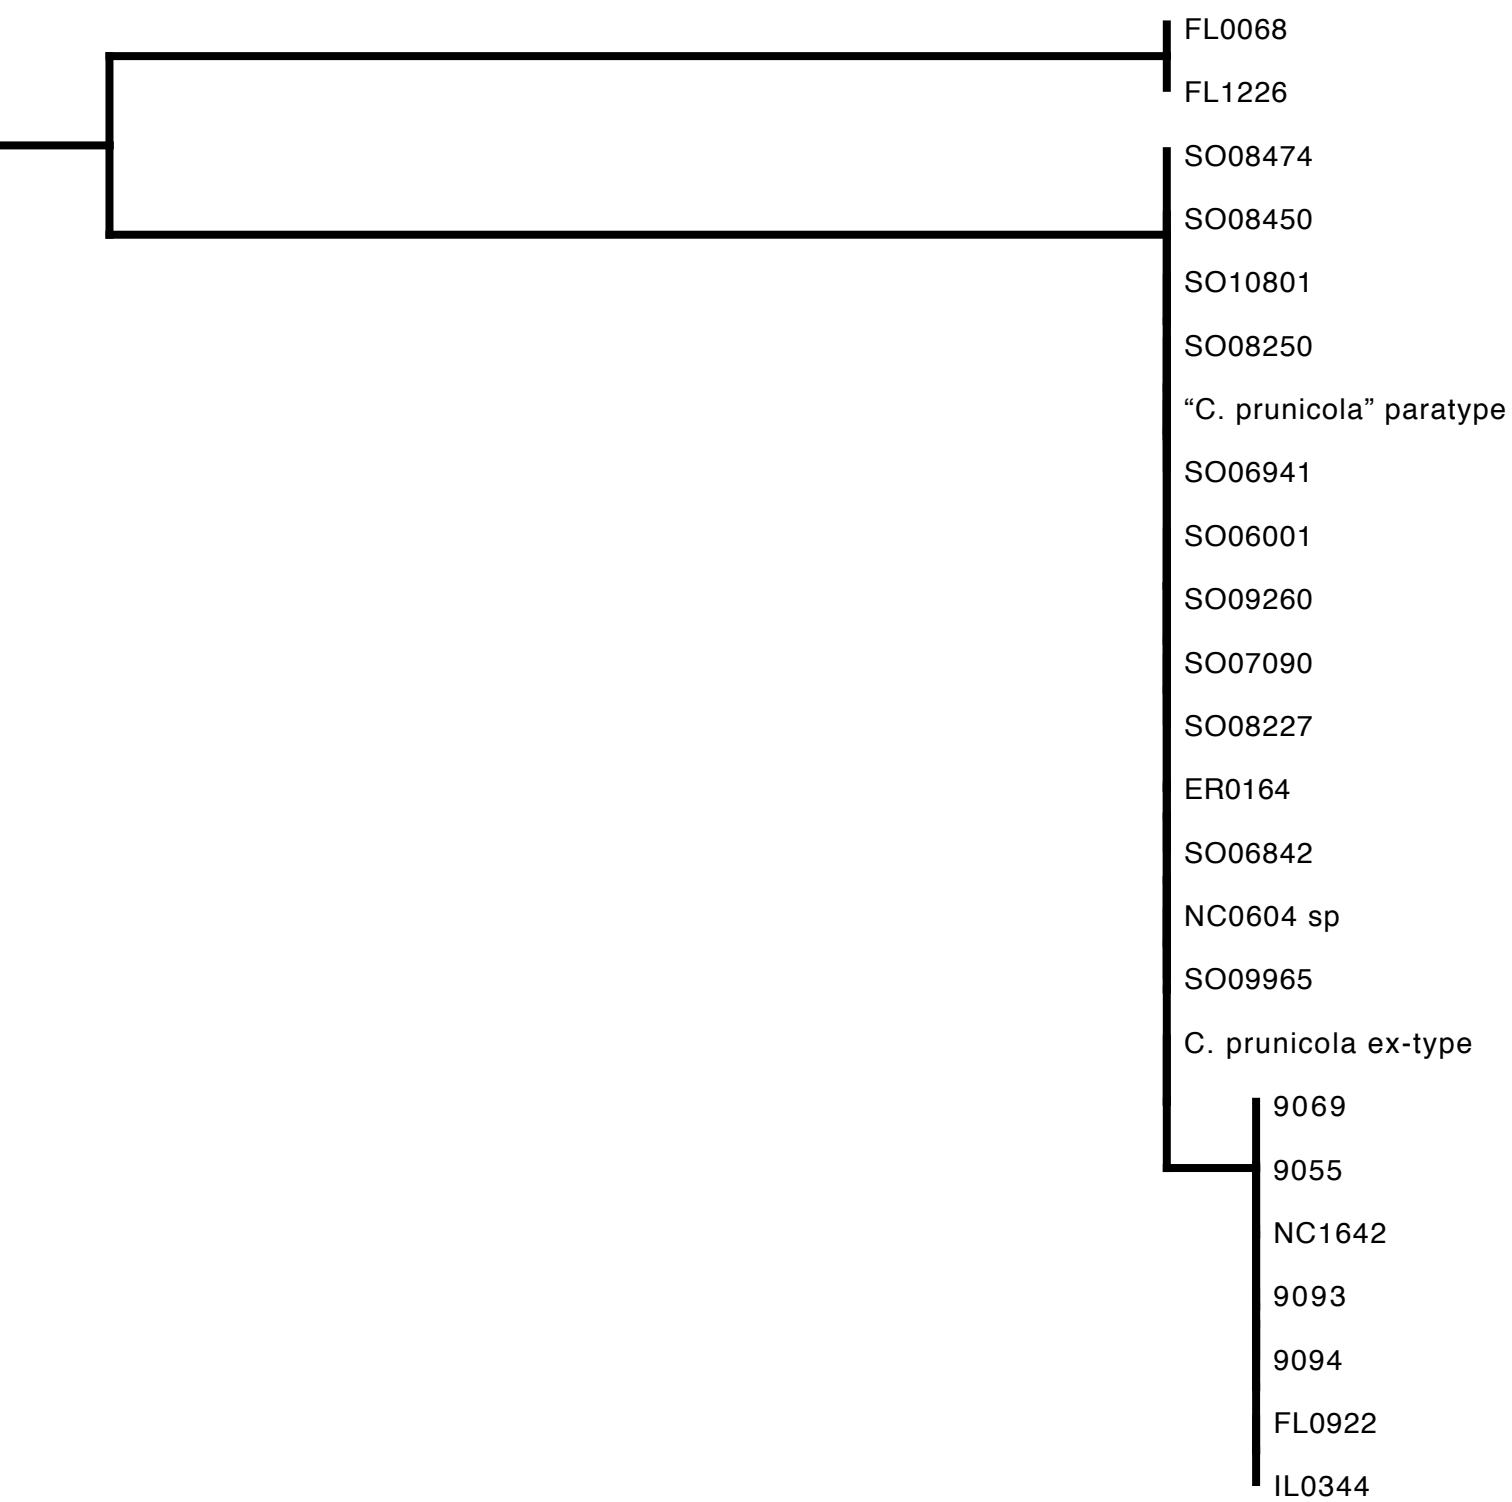 FL0068
FL1226
SO08474
SO08450
SO10801
SO08250
“C. prunicola” paratype
SO06941
SO06001
SO09260
SO07090
SO08227
ER0164
SO06842
NC0604 sp
SO09965
C. prunicola ex-type
9069
9055
NC1642
9093
9094
FL0922
IL0344